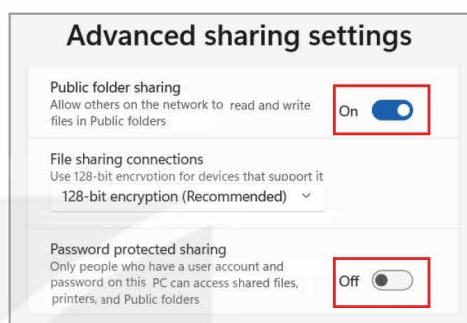 Advanced sharing settings
Public folder sharing
Allow others on the network to read and write
files in Public folders
On
File sharing connections
Use 128-bit encryption for devices that support it
128-bit encryption (Recommended)
Password protected sharing
Only people who have a user account and
password on this PC can access shared files,
printers, and Public folders
Off